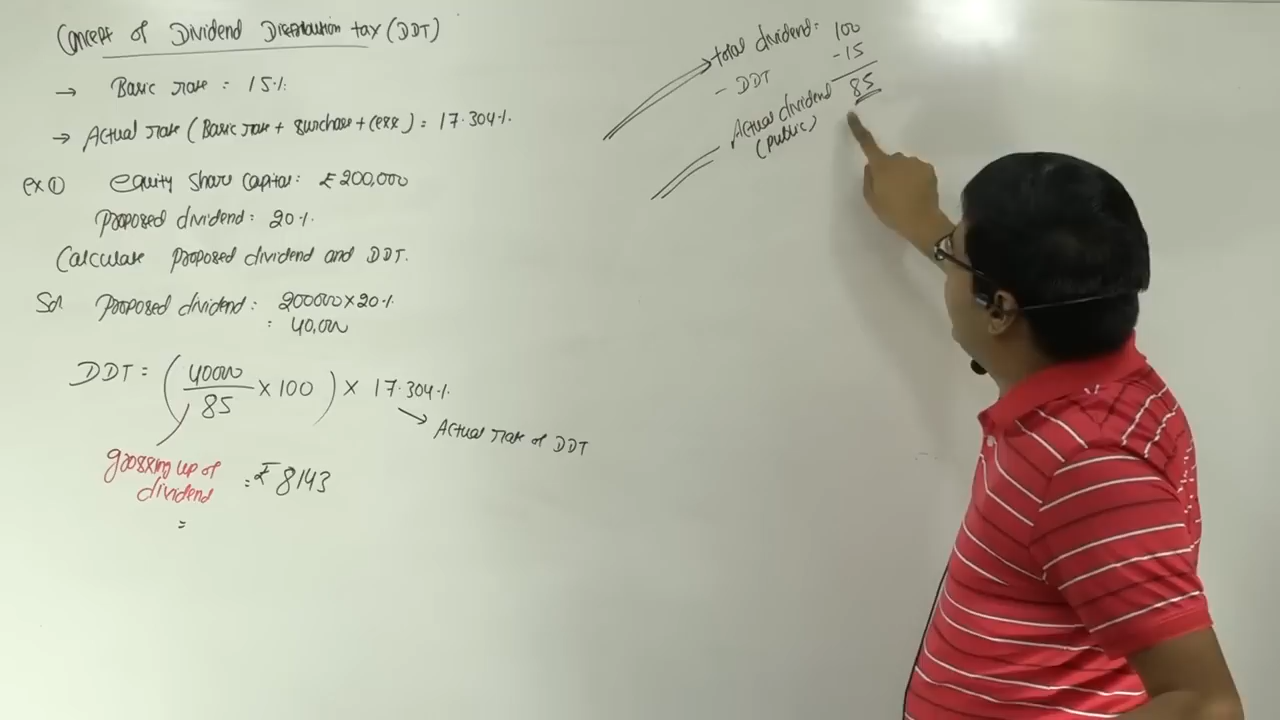 Concept of Dividend Distribution tax (DDT)
→ Basic rate : 15%
→ Actual rate (Basic rate + surcharge + cess) = 17.304%
ex ① equity share capital: ₹ 200,000
Proposed dividend: 20%
Calculate proposed dividend and DDT.
Sol Proposed dividend: 200000 × 20%
: 40,000
DDT = (40000/85 × 100) × 17.304%
→ Actual rate of DDT
grossing up of
dividend
= ₹ 8143
=
total dividend: 100
- DDT -15
Actual dividend 85
(public)